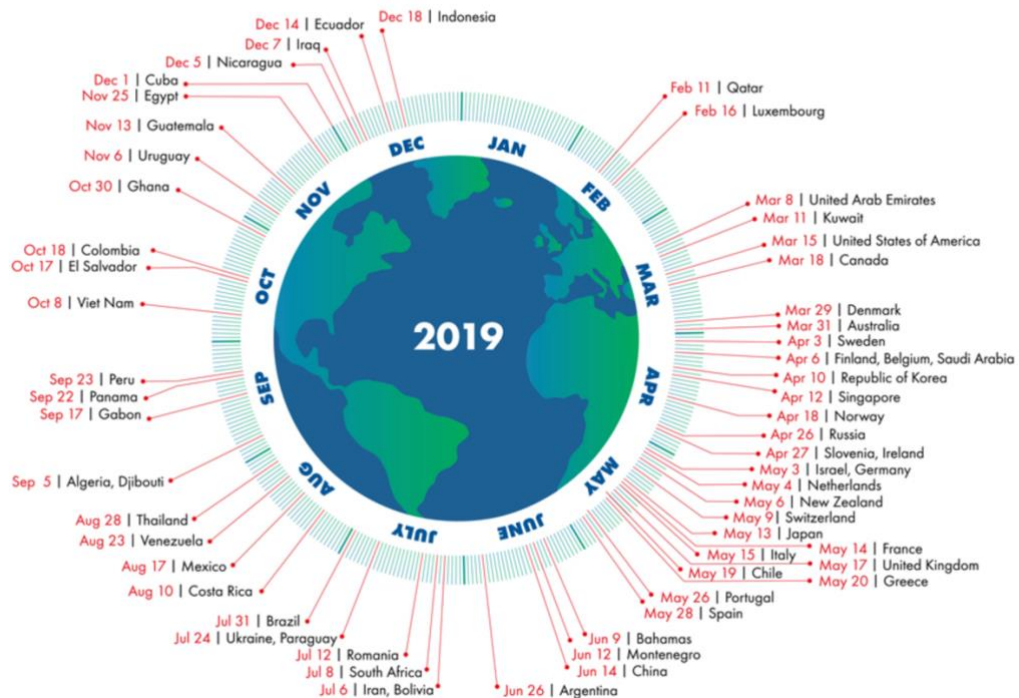 Dec 18 | Indonesia
Dec 14 | Ecuador
Dec 7 | Iraq
Dec 5 | Nicaragua
Dec 1 | Cuba
Nov 25 | Egypt
Nov 13 | Guatemala
Nov 6 | Uruguay
Oct 30 | Ghana
Oct 18 | Colombia
Oct 17 | El Salvador
Oct 8 | Viet Nam
Sep 23 | Peru
Sep 22 | Panama
Sep 17 | Gabon
Sep 5 | Algeria, Djibouti
Aug 28 | Thailand
Aug 23 | Venezuela
Aug 17 | Mexico
Aug 10 | Costa Rica
Jul 31 | Brazil
Jul 24 | Ukraine, Paraguay
Jul 12 | Romania
Jul 8 | South Africa
Jul 6 | Iran, Bolivia
JAN
FEB
MAR
APR
MAY
JUNE
JULY
AUG
SEP
OCT
NOV
DEC
2019
Feb 11 | Qatar
Feb 16 | Luxembourg
Mar 8 | United Arab Emirates
Mar 11 | Kuwait
Mar 15 | United States of America
Mar 18 | Canada
Mar 29 | Denmark
Mar 31 | Australia
Apr 3 | Sweden
Apr 6 | Finland, Belgium, Saudi Arabia
Apr 10 | Republic of Korea
Apr 12 | Singapore
Apr 18 | Norway
Apr 26 | Russia
Apr 27 | Slovenia, Ireland
May 3 | Israel, Germany
May 4 | Netherlands
May 6 | New Zealand
May 9 | Switzerland
May 13 | Japan
May 14 | France
May 15 | Italy
May 17 | United Kingdom
May 19 | Chile
May 20 | Greece
May 26 | Portugal
May 28 | Spain
Jun 9 | Bahamas
Jun 12 | Montenegro
Jun 14 | China
Jun 26 | Argentina